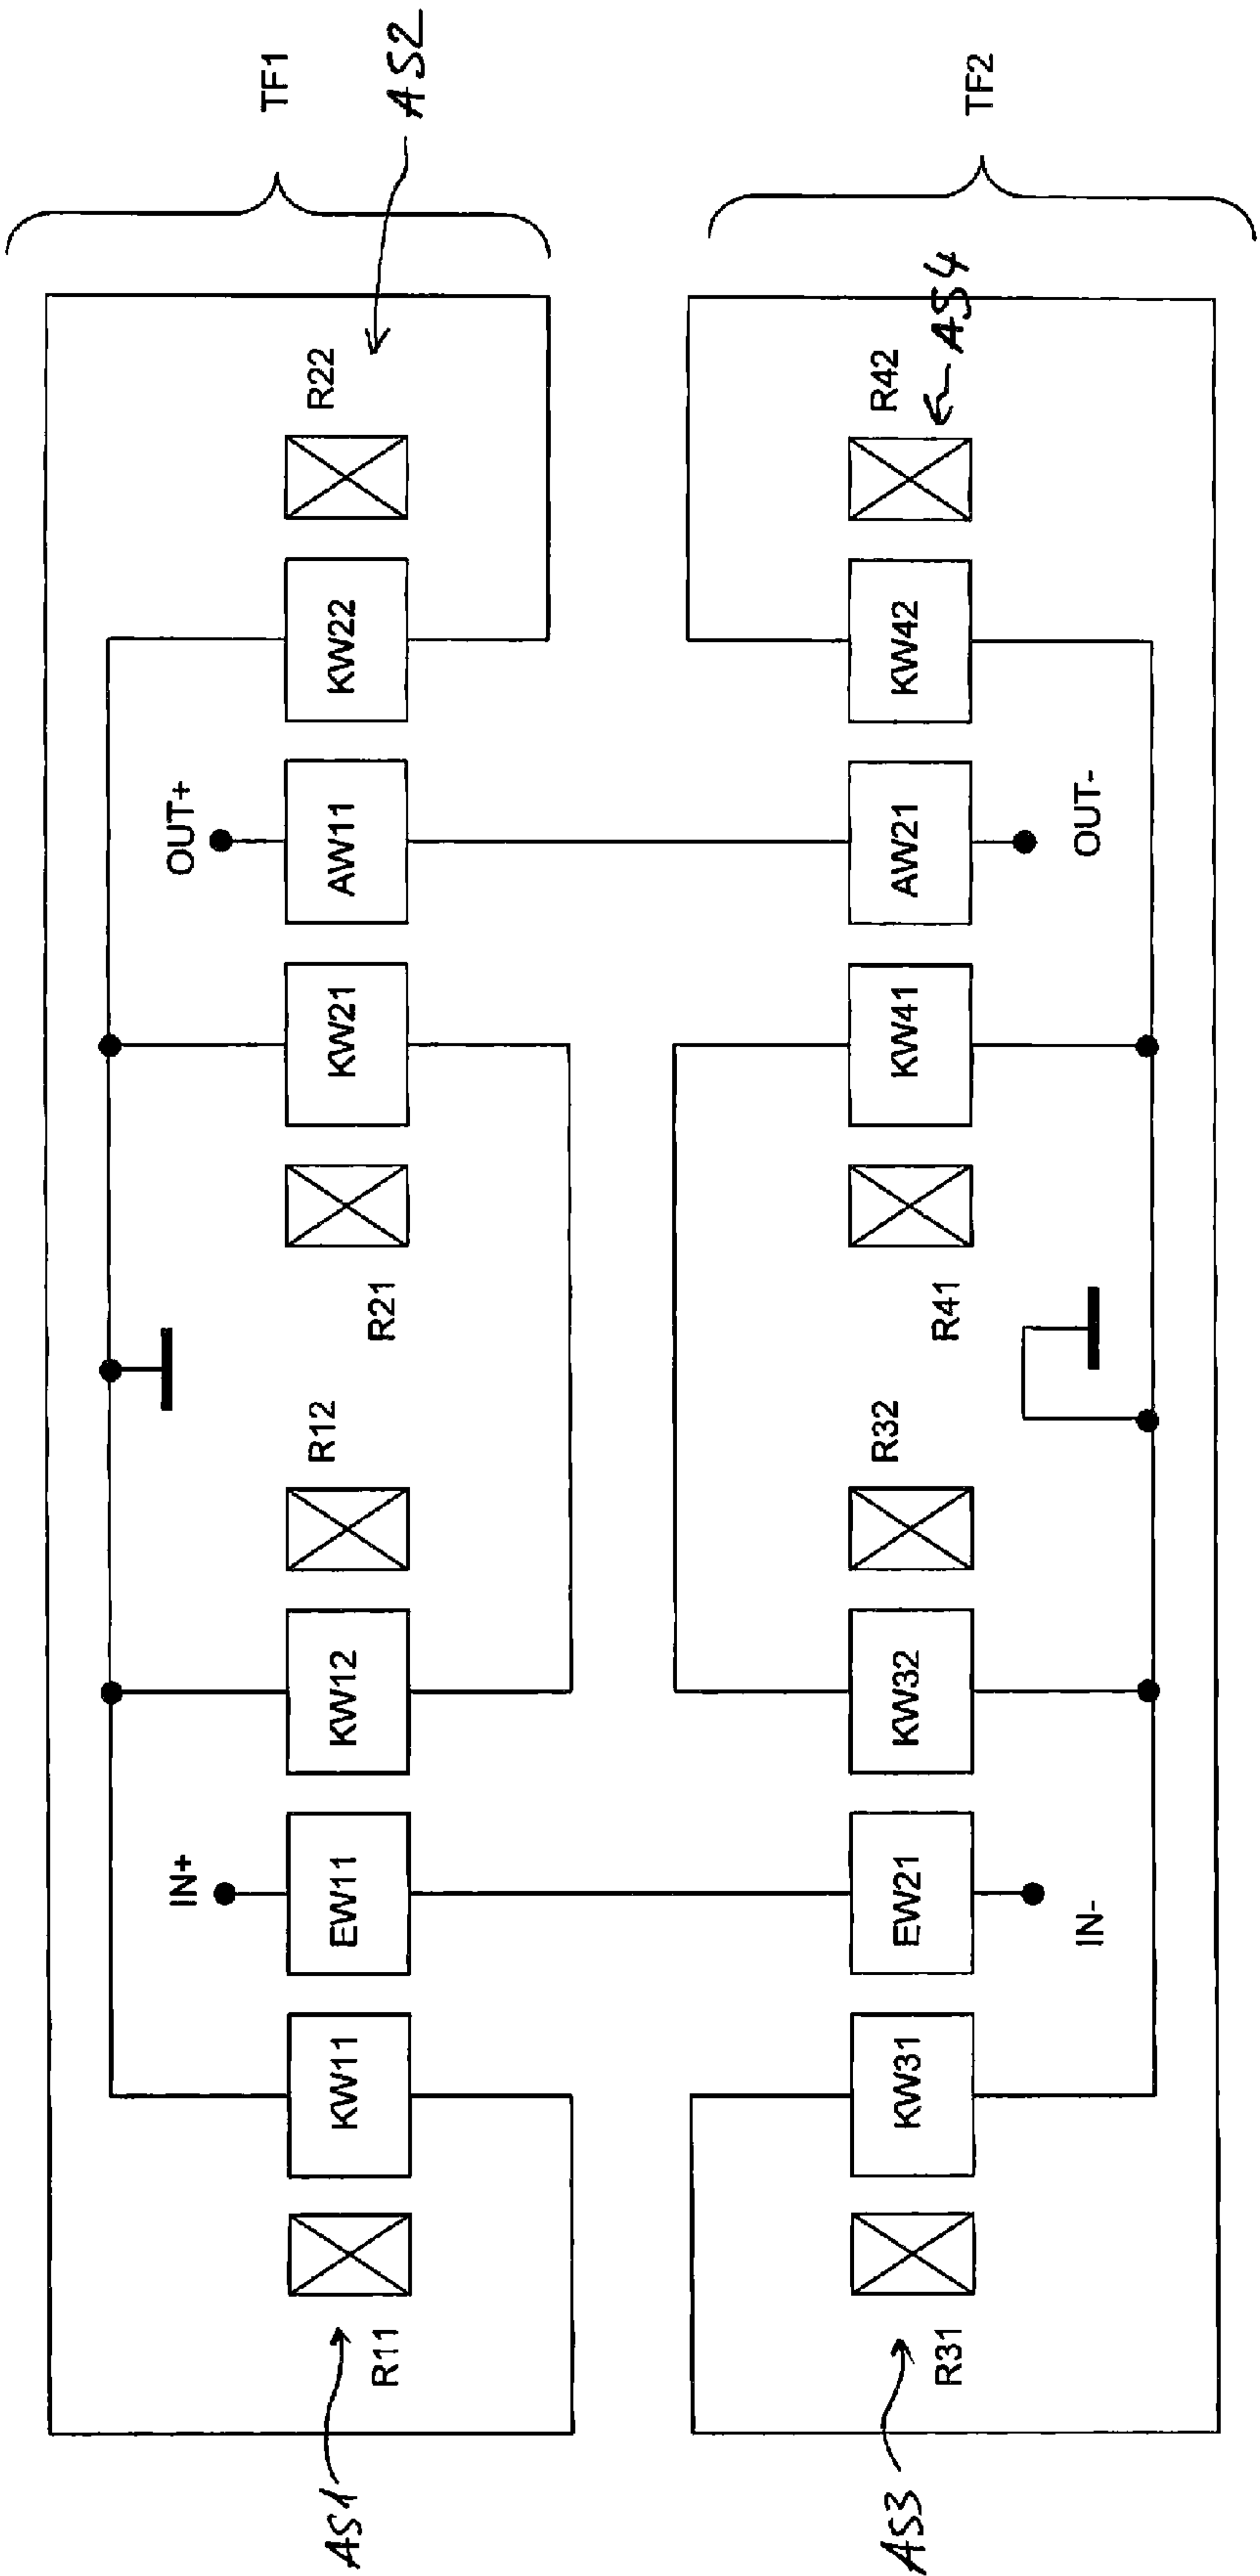 TF1
AS2
AS1
R11
KW11
IN+
EW11
KW12
R12
R21
KW21
OUT+
AW11
KW22
R22
TF2
AS4
AS3
R31
KW31
EW21
IN-
KW32
R32
R41
KW41
AW21
OUT-
KW42
R42